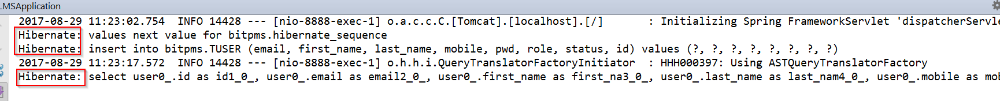 LMSApplication
2017-08-29 11:23:02.754  INFO 14428 --- [nio-8888-exec-1] o.a.c.c.C.[Tomcat].[localhost].[/]       : Initializing Spring FrameworkServlet 'dispatcherServle
Hibernate: values next value for bitpms.hibernate_sequence
Hibernate: insert into bitpms.TUSER (email, first_name, last_name, mobile, pwd, role, status, id) values (?, ?, ?, ?, ?, ?, ?, ?)
2017-08-29 11:23:17.572  INFO 14428 --- [nio-8888-exec-1] o.h.h.i.QueryTranslatorFactoryInitiator  : HHH000397: Using ASTQueryTranslatorFactory
Hibernate: select user0_.id as id1_0_, user0_.email as email2_0_, user0_.first_name as first_na3_0_, user0_.last_name as last_nam4_0_, user0_.mobile as mob